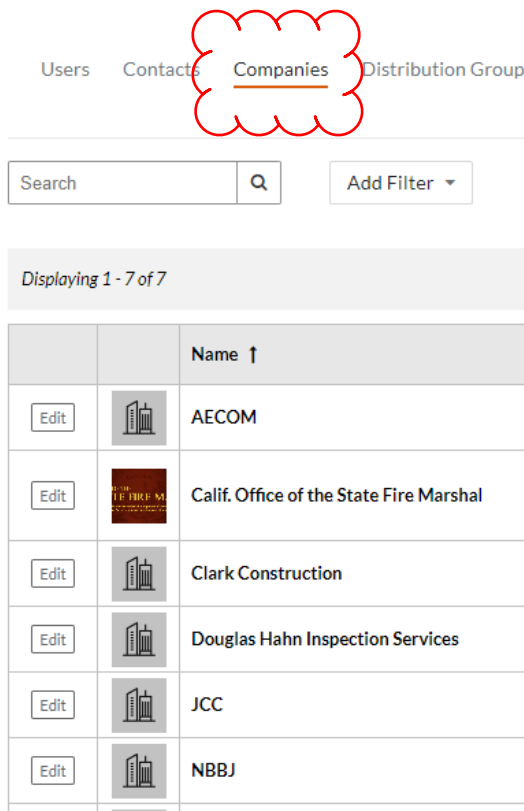 Users Contacts Companies Distribution Group
Search
Add Filter
Displaying 1 - 7 of 7
Name ↑
Edit AECOM
Edit Calif. Office of the State Fire Marshal
Edit Clark Construction
Edit Douglas Hahn Inspection Services
Edit JCC
Edit NBBJ